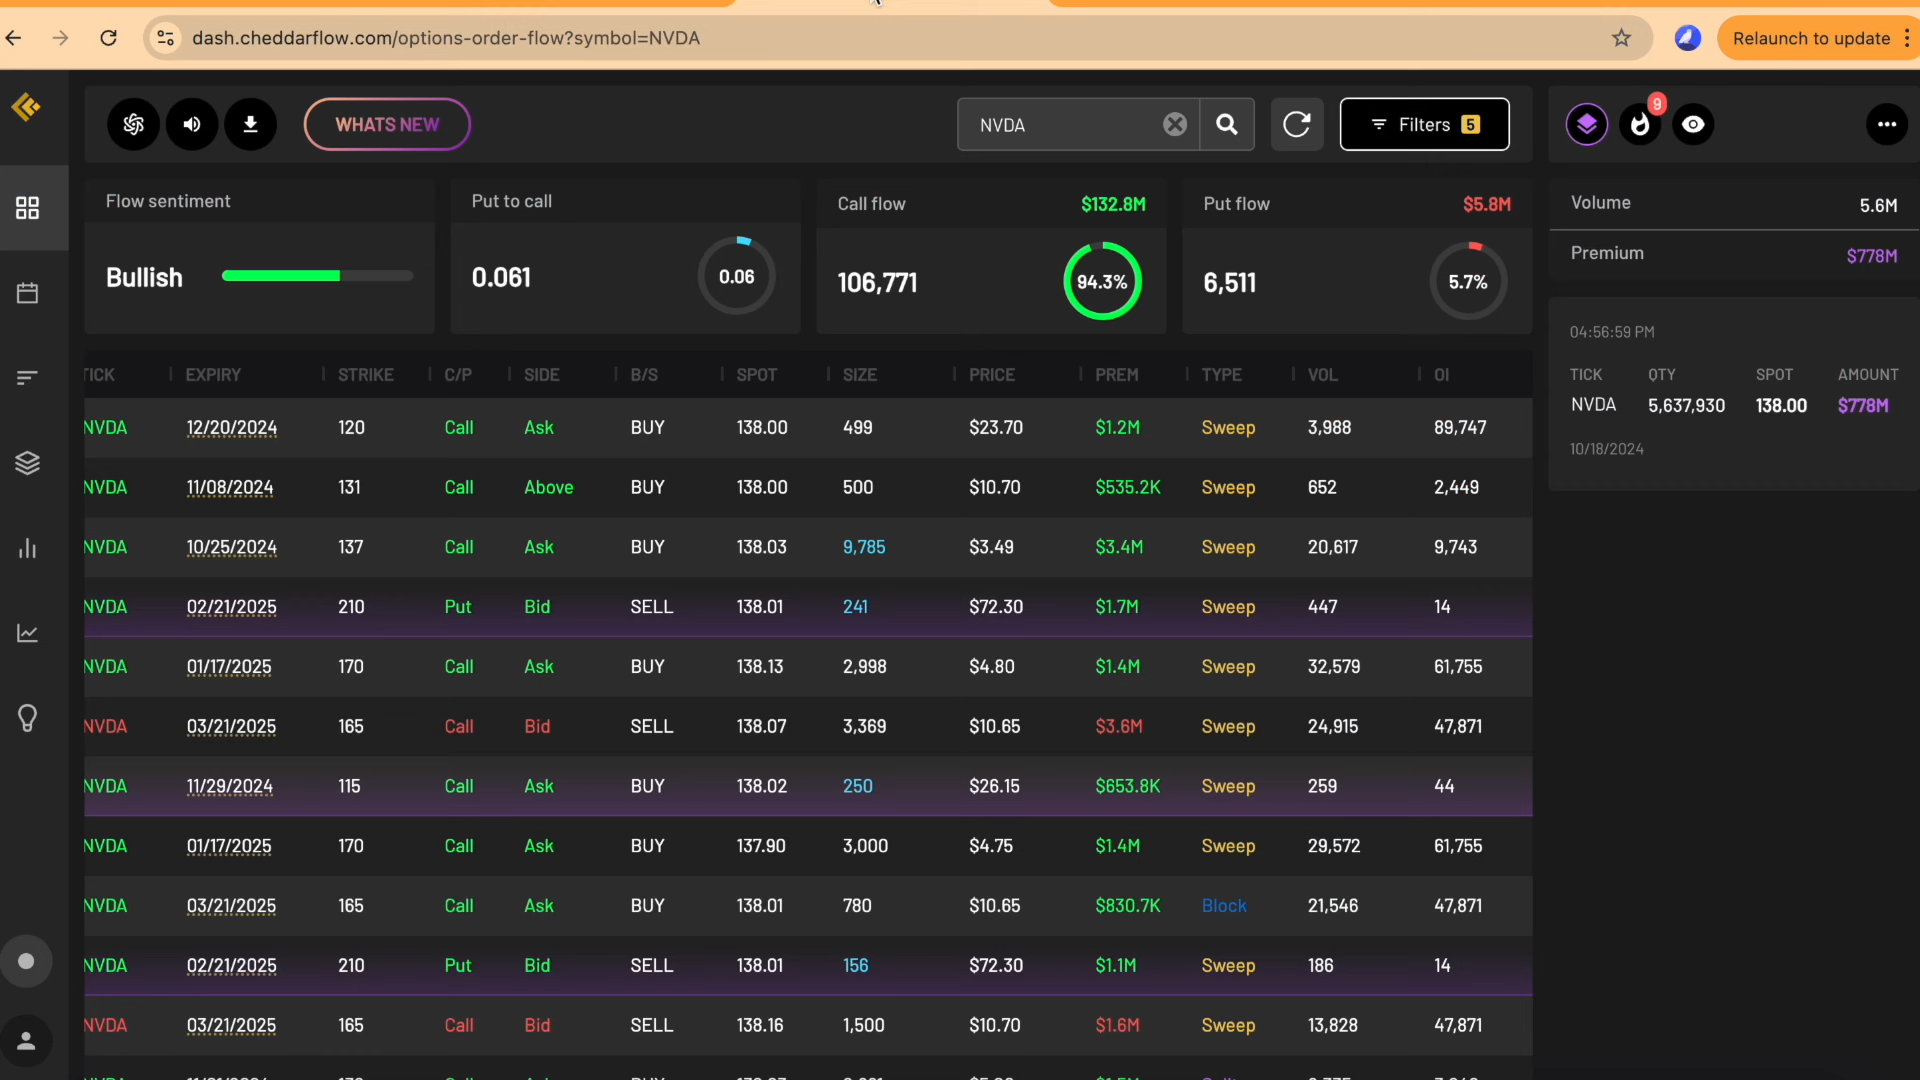 dash.cheddarflow.com/options-order-flow?symbol=NVDA
Relaunch to update
WHATS NEW
NVDA
Filters 5
9
Flow sentiment
Bullish
Put to call
0.061
0.06
Call flow $132.8M
106,771
94.3%
Put flow $5.8M
6,511
5.7%
Volume 5.6M
Premium $778M
04:56:59 PM
TICK QTY SPOT AMOUNT
NVDA 5,637,930 138.00 $778M
10/18/2024
TICK EXPIRY STRIKE C/P SIDE B/S SPOT SIZE PRICE PREM TYPE VOL OI
NVDA 12/20/2024 120 Call Ask BUY 138.00 499 $23.70 $1.2M Sweep 3,988 89,747
NVDA 11/08/2024 131 Call Above BUY 138.00 500 $10.70 $535.2K Sweep 652 2,449
NVDA 10/25/2024 137 Call Ask BUY 138.03 9,785 $3.49 $3.4M Sweep 20,617 9,743
NVDA 02/21/2025 210 Put Bid SELL 138.01 241 $72.30 $1.7M Sweep 447 14
NVDA 01/17/2025 170 Call Ask BUY 138.13 2,998 $4.80 $1.4M Sweep 32,579 61,755
NVDA 03/21/2025 165 Call Bid SELL 138.07 3,369 $10.65 $3.6M Sweep 24,915 47,871
NVDA 11/29/2024 115 Call Ask BUY 138.02 250 $26.15 $653.8K Sweep 259 44
NVDA 01/17/2025 170 Call Ask BUY 137.90 3,000 $4.75 $1.4M Sweep 29,572 61,755
NVDA 03/21/2025 165 Call Ask BUY 138.01 780 $10.65 $830.7K Block 21,546 47,871
NVDA 02/21/2025 210 Put Bid SELL 138.01 156 $72.30 $1.1M Sweep 186 14
NVDA 03/21/2025 165 Call Bid SELL 138.16 1,500 $10.70 $1.6M Sweep 13,828 47,871